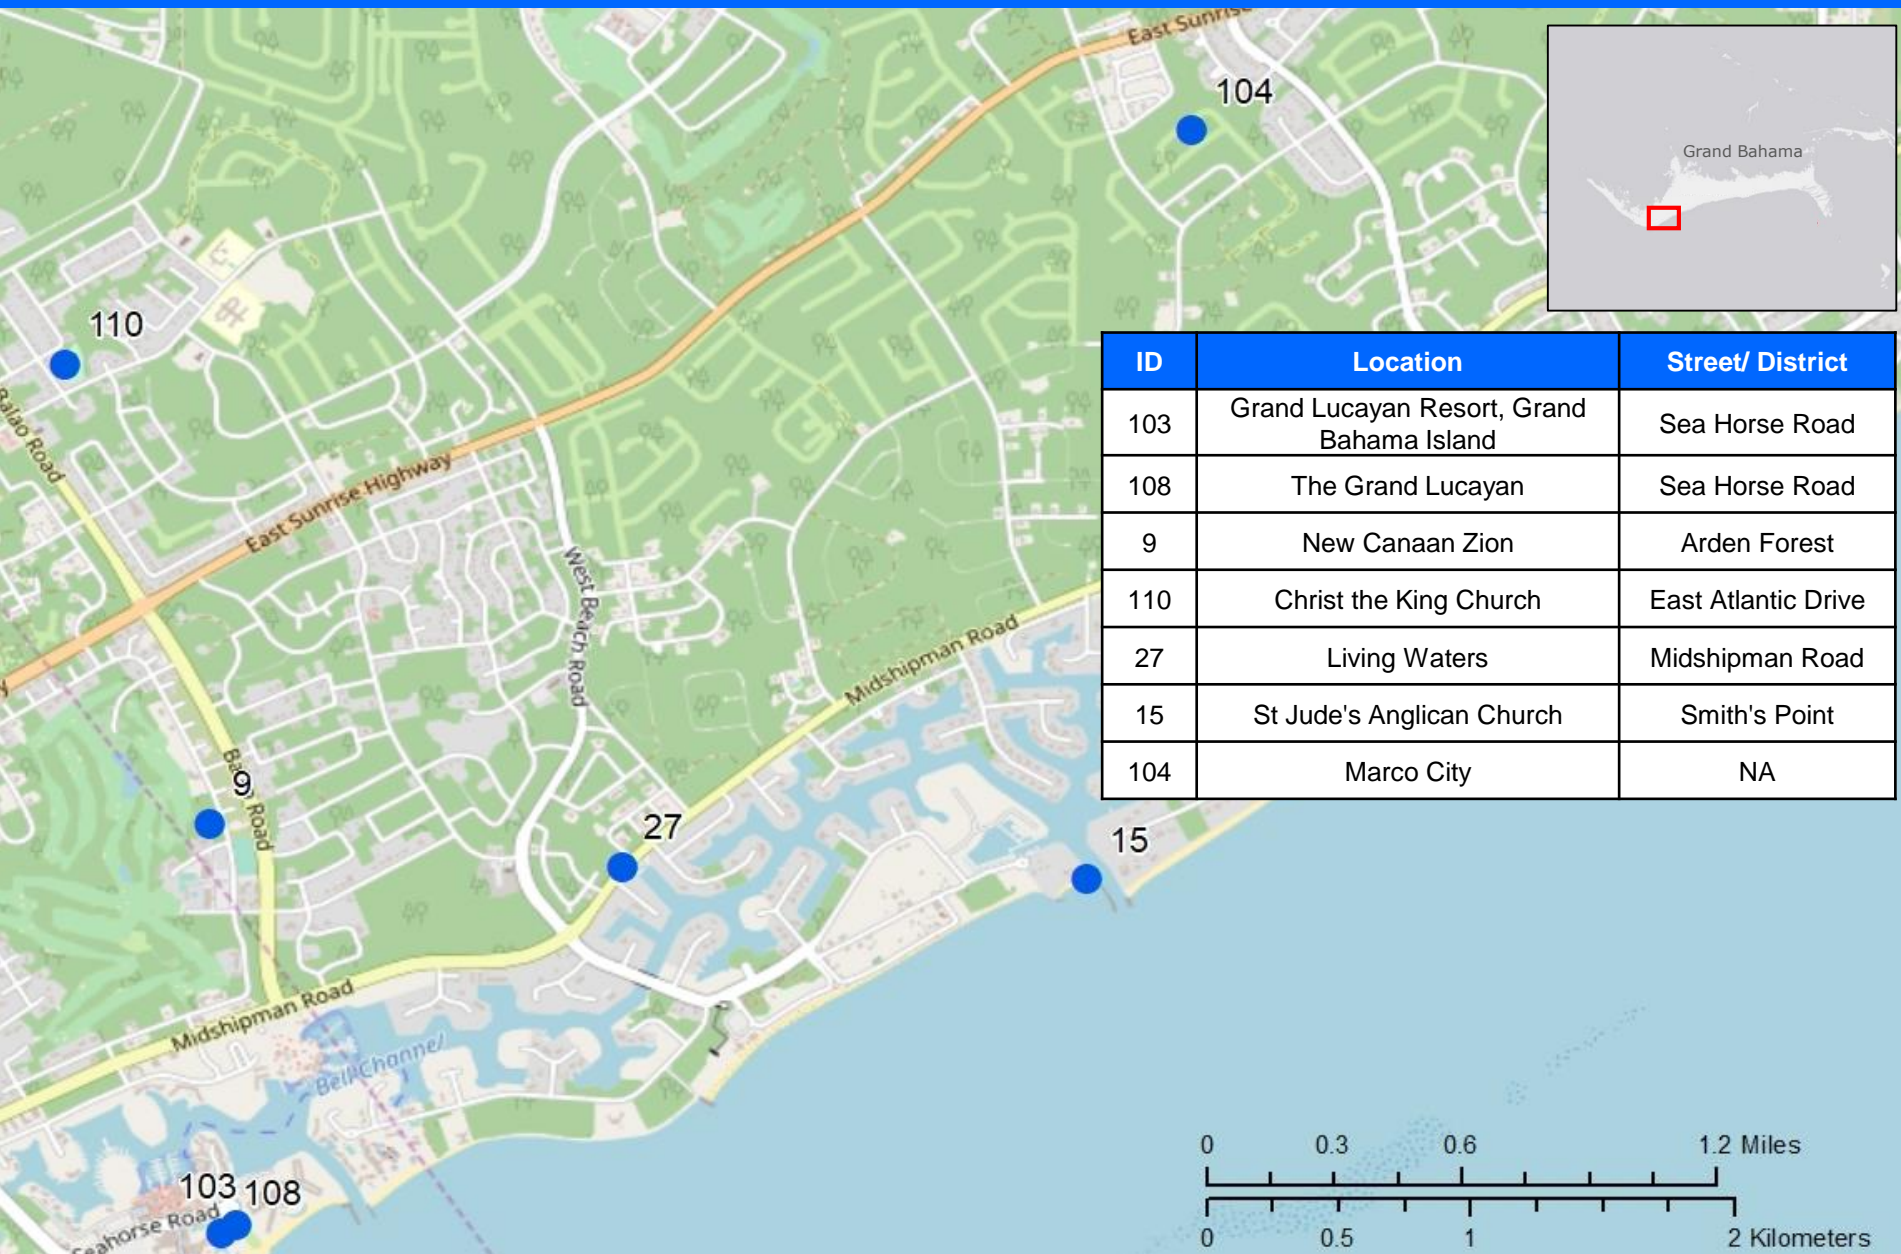 East Sunrise
104
Grand Bahama
110
Balao Road
East Sunrise Highway
West Beach Road
Midshipman Road
ID Location Street/ District
103 Grand Lucayan Resort, Grand
Bahama Island Sea Horse Road
108 The Grand Lucayan Sea Horse Road
9 New Canaan Zion Arden Forest
110 Christ the King Church East Atlantic Drive
27 Living Waters Midshipman Road
15 St Jude's Anglican Church Smith's Point
104 Marco City NA
9
Road
27
15
Midshipman Road
Bell Channel
103 108
Seahorse Road
0 0.3 0.6 1.2 Miles
0 0.5 1 2 Kilometers